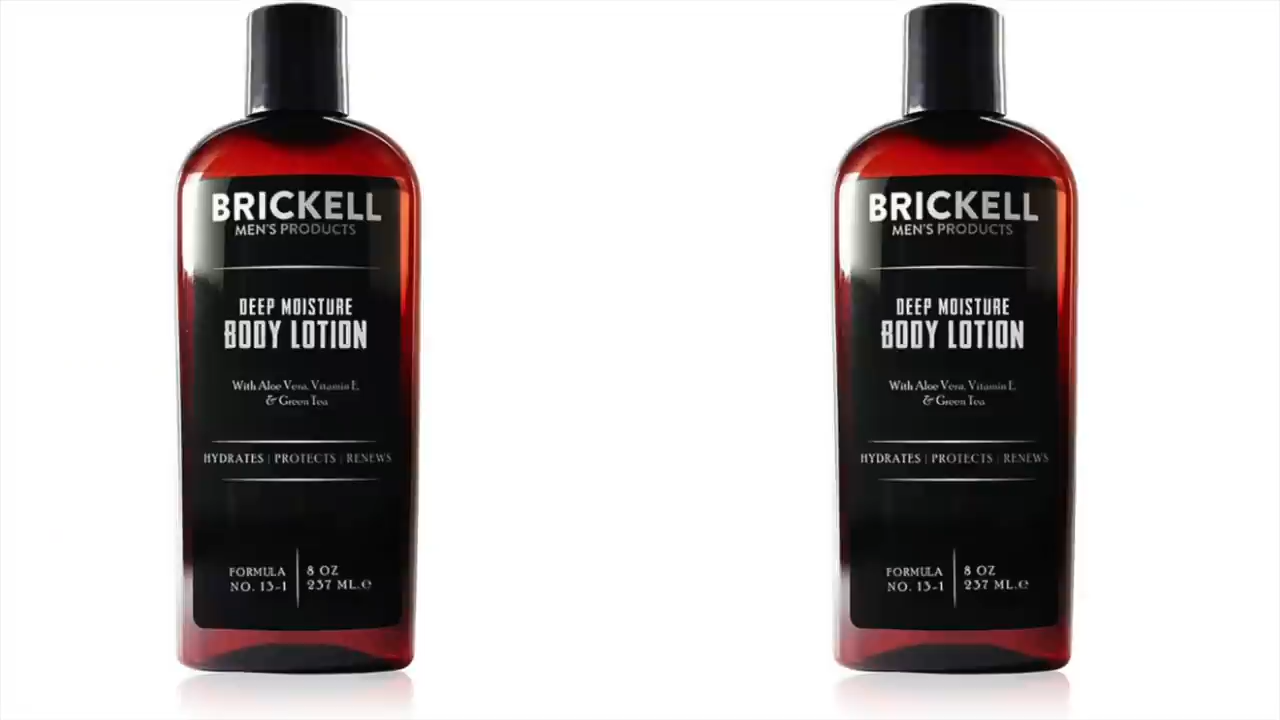 BRICKELL
MEN'S PRODUCTS
DEEP MOISTURE
BODY LOTION
With Aloe Vera, Vitamin E,
& Green Tea
HYDRATES | PROTECTS | RENEWS
FORMULA
NO. 13-1
8 OZ
237 ML.℮
BRICKELL
MEN'S PRODUCTS
DEEP MOISTURE
BODY LOTION
With Aloe Vera, Vitamin E,
& Green Tea
HYDRATES | PROTECTS | RENEWS
FORMULA
NO. 13-1
8 OZ
237 ML.℮